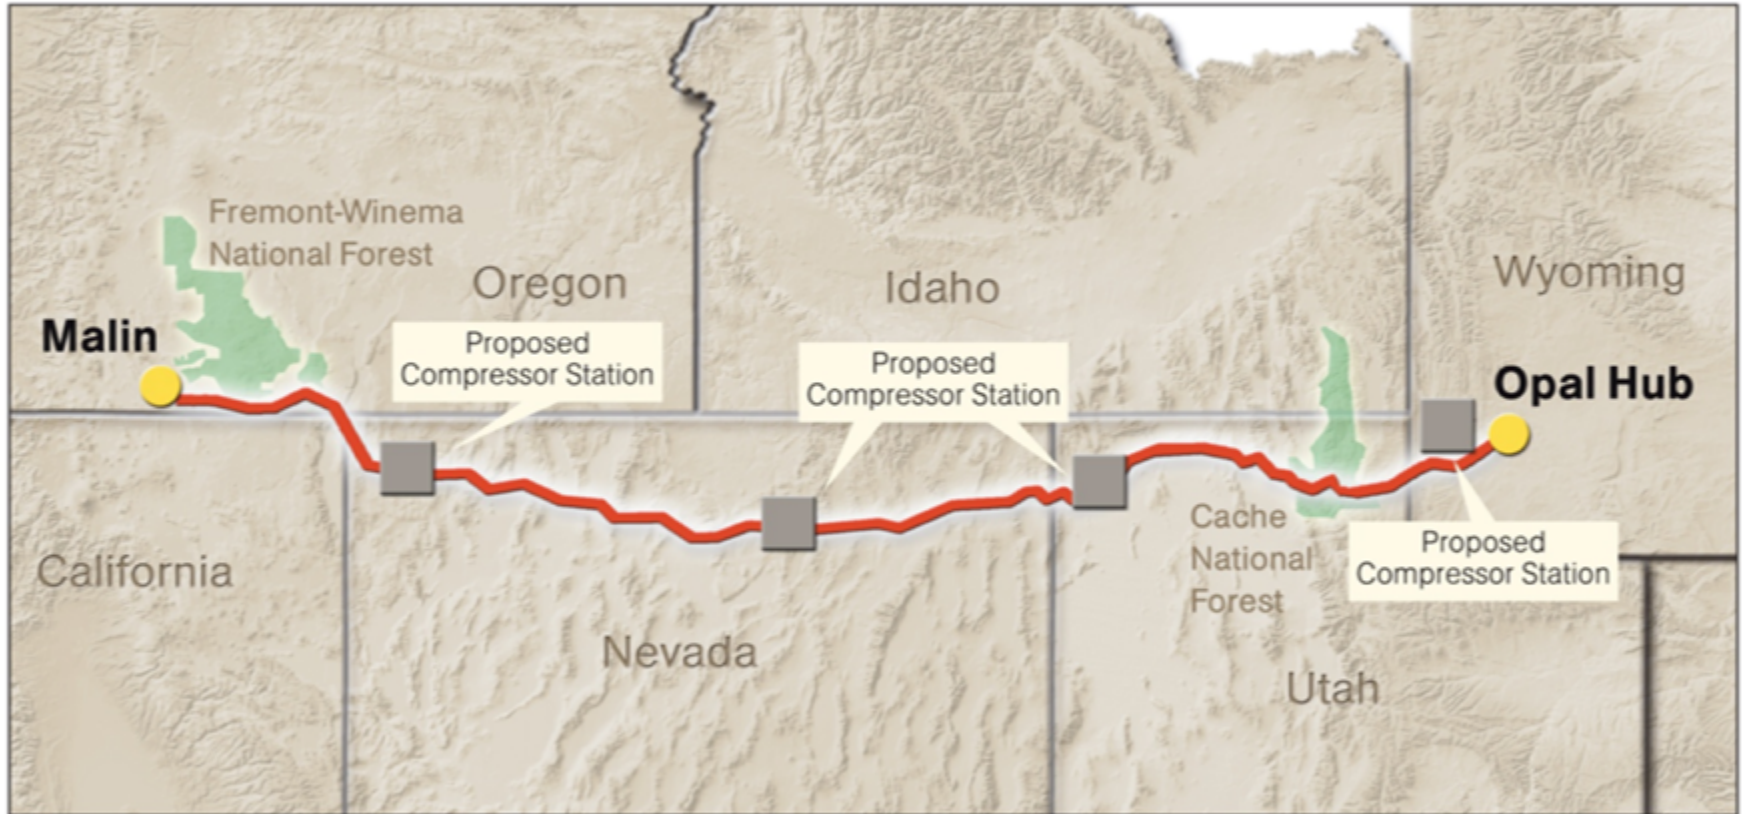 Fremont-Winema
National Forest
Oregon
Idaho
Wyoming
Malin
Proposed
Compressor Station
Proposed
Compressor Station
Opal Hub
California
Nevada
Cache
National
Forest
Proposed
Compressor Station
Utah